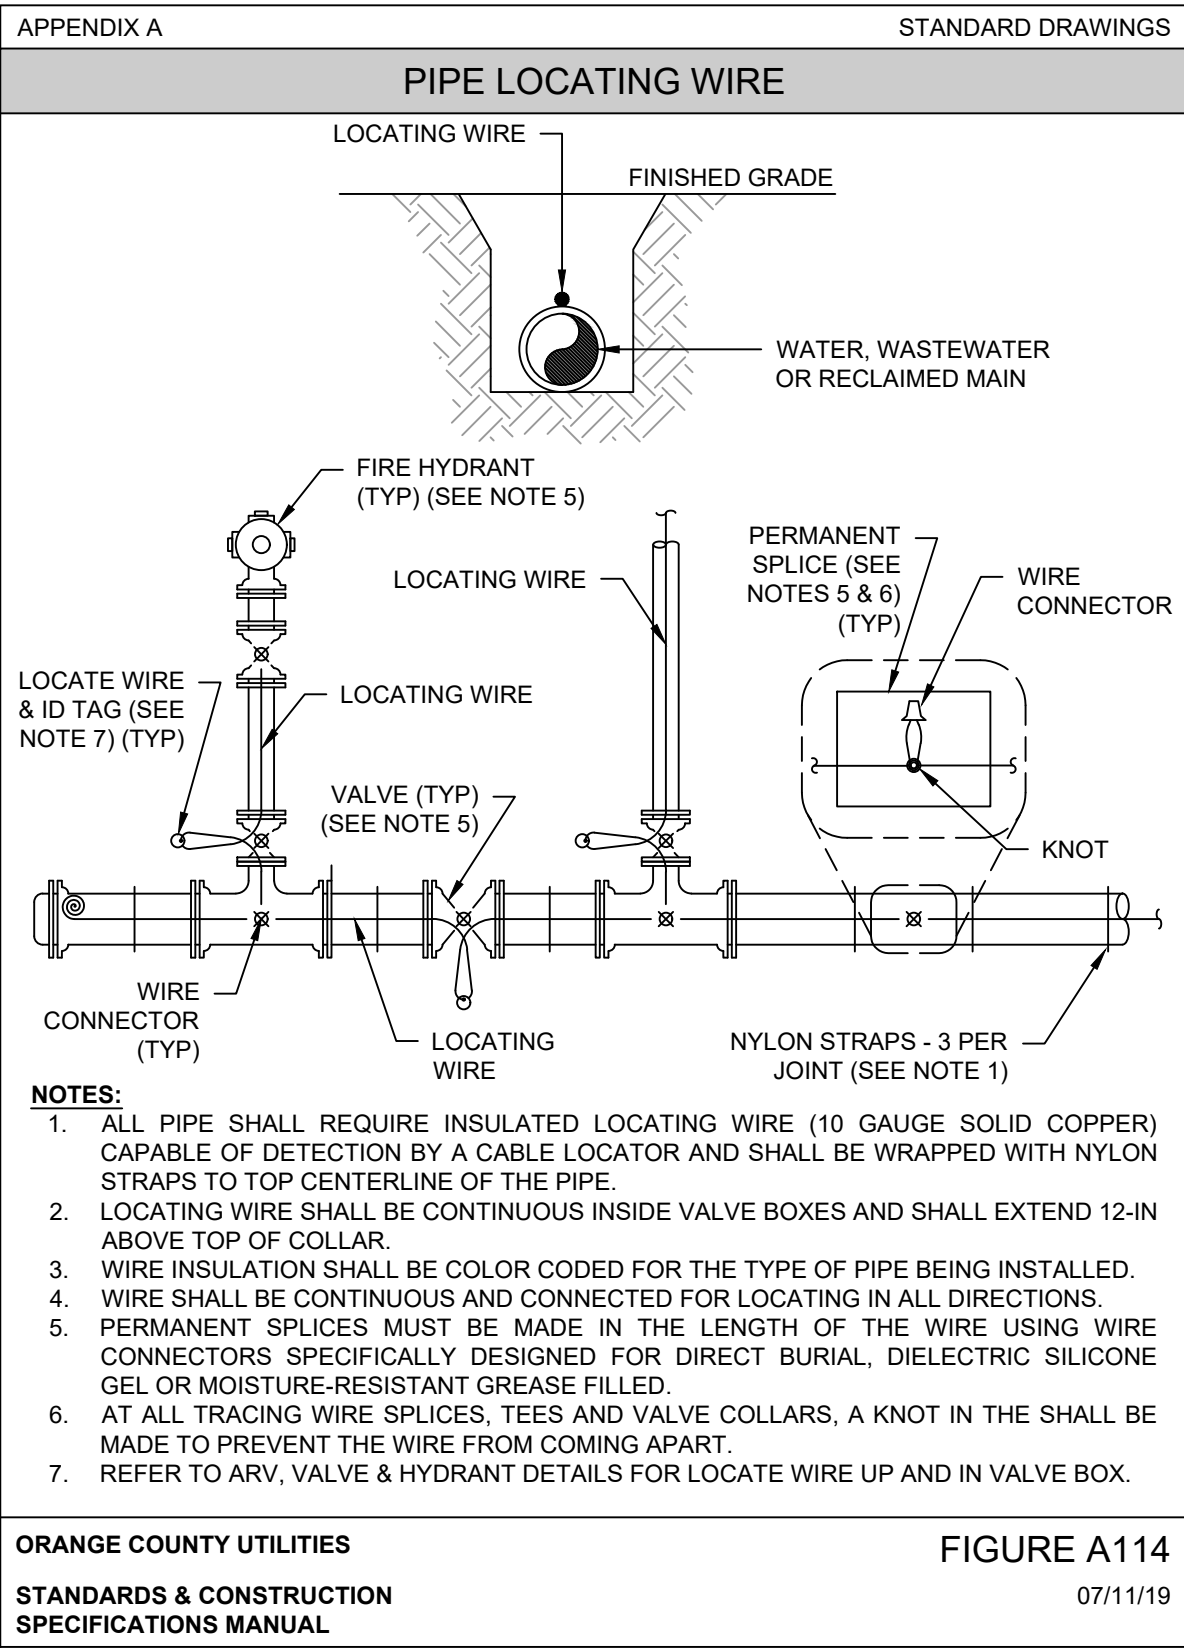 APPENDIX A
STANDARD DRAWINGS
PIPE LOCATING WIRE
LOCATING WIRE
FINISHED GRADE
WATER, WASTEWATER
OR RECLAIMED MAIN
FIRE HYDRANT
(TYP) (SEE NOTE 5)
LOCATING WIRE
PERMANENT
SPLICE (SEE
NOTES 5 & 6)
(TYP)
WIRE
CONNECTOR
LOCATE WIRE
& ID TAG (SEE
NOTE 7) (TYP)
LOCATING WIRE
VALVE (TYP)
(SEE NOTE 5)
KNOT
WIRE
CONNECTOR
(TYP)
LOCATING
WIRE
NYLON STRAPS - 3 PER
JOINT (SEE NOTE 1)
NOTES:
1. ALL PIPE SHALL REQUIRE INSULATED LOCATING WIRE (10 GAUGE SOLID COPPER)
CAPABLE OF DETECTION BY A CABLE LOCATOR AND SHALL BE WRAPPED WITH NYLON
STRAPS TO TOP CENTERLINE OF THE PIPE.
2. LOCATING WIRE SHALL BE CONTINUOUS INSIDE VALVE BOXES AND SHALL EXTEND 12-IN
ABOVE TOP OF COLLAR.
3. WIRE INSULATION SHALL BE COLOR CODED FOR THE TYPE OF PIPE BEING INSTALLED.
4. WIRE SHALL BE CONTINUOUS AND CONNECTED FOR LOCATING IN ALL DIRECTIONS.
5. PERMANENT SPLICES MUST BE MADE IN THE LENGTH OF THE WIRE USING WIRE
CONNECTORS SPECIFICALLY DESIGNED FOR DIRECT BURIAL, DIELECTRIC SILICONE
GEL OR MOISTURE-RESISTANT GREASE FILLED.
6. AT ALL TRACING WIRE SPLICES, TEES AND VALVE COLLARS, A KNOT IN THE SHALL BE
MADE TO PREVENT THE WIRE FROM COMING APART.
7. REFER TO ARV, VALVE & HYDRANT DETAILS FOR LOCATE WIRE UP AND IN VALVE BOX.
ORANGE COUNTY UTILITIES
FIGURE A114
STANDARDS & CONSTRUCTION
SPECIFICATIONS MANUAL
07/11/19